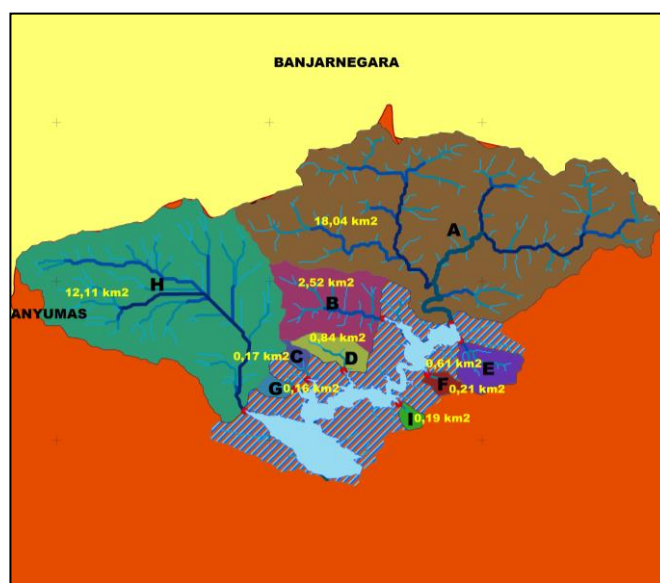 BANJARNEGARA
18,04 km2
A
H
12,11 km2
2,52 km2
B
ANYUMAS
0,84 km2
0,17 km2
C
D
0,61 km2
E
G
0,16 km2
F
0,21 km2
I
0,19 km2